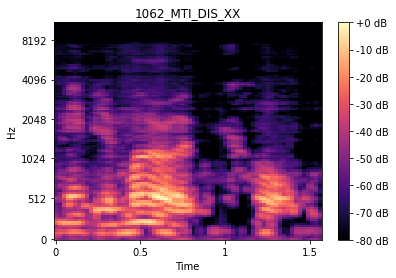 1062_MTI_DIS_XX
Hz
8192
4096
2048
1024
512
0
0
0.5
1
1.5
Time
+0 dB
-10 dB
-20 dB
-30 dB
-40 dB
-50 dB
-60 dB
-70 dB
-80 dB